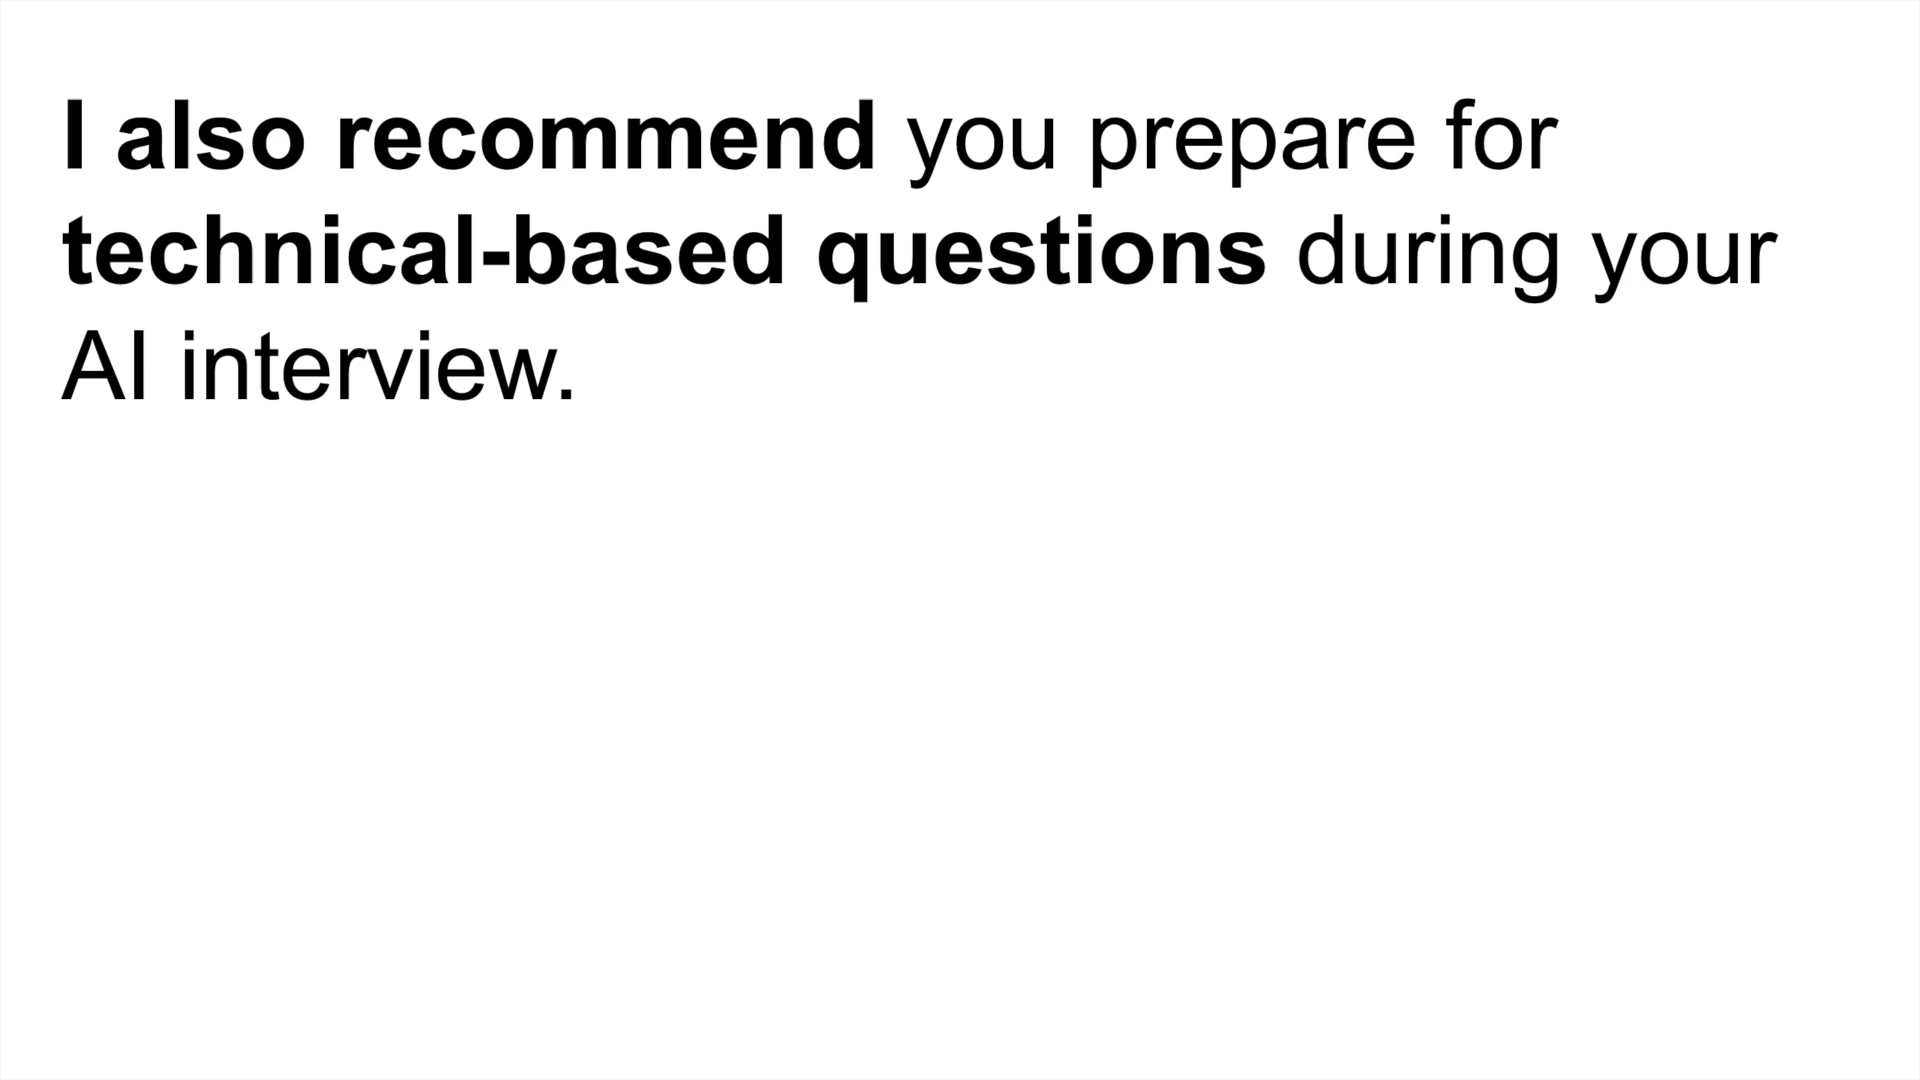 I also recommend you prepare for
technical-based questions during your
AI interview.